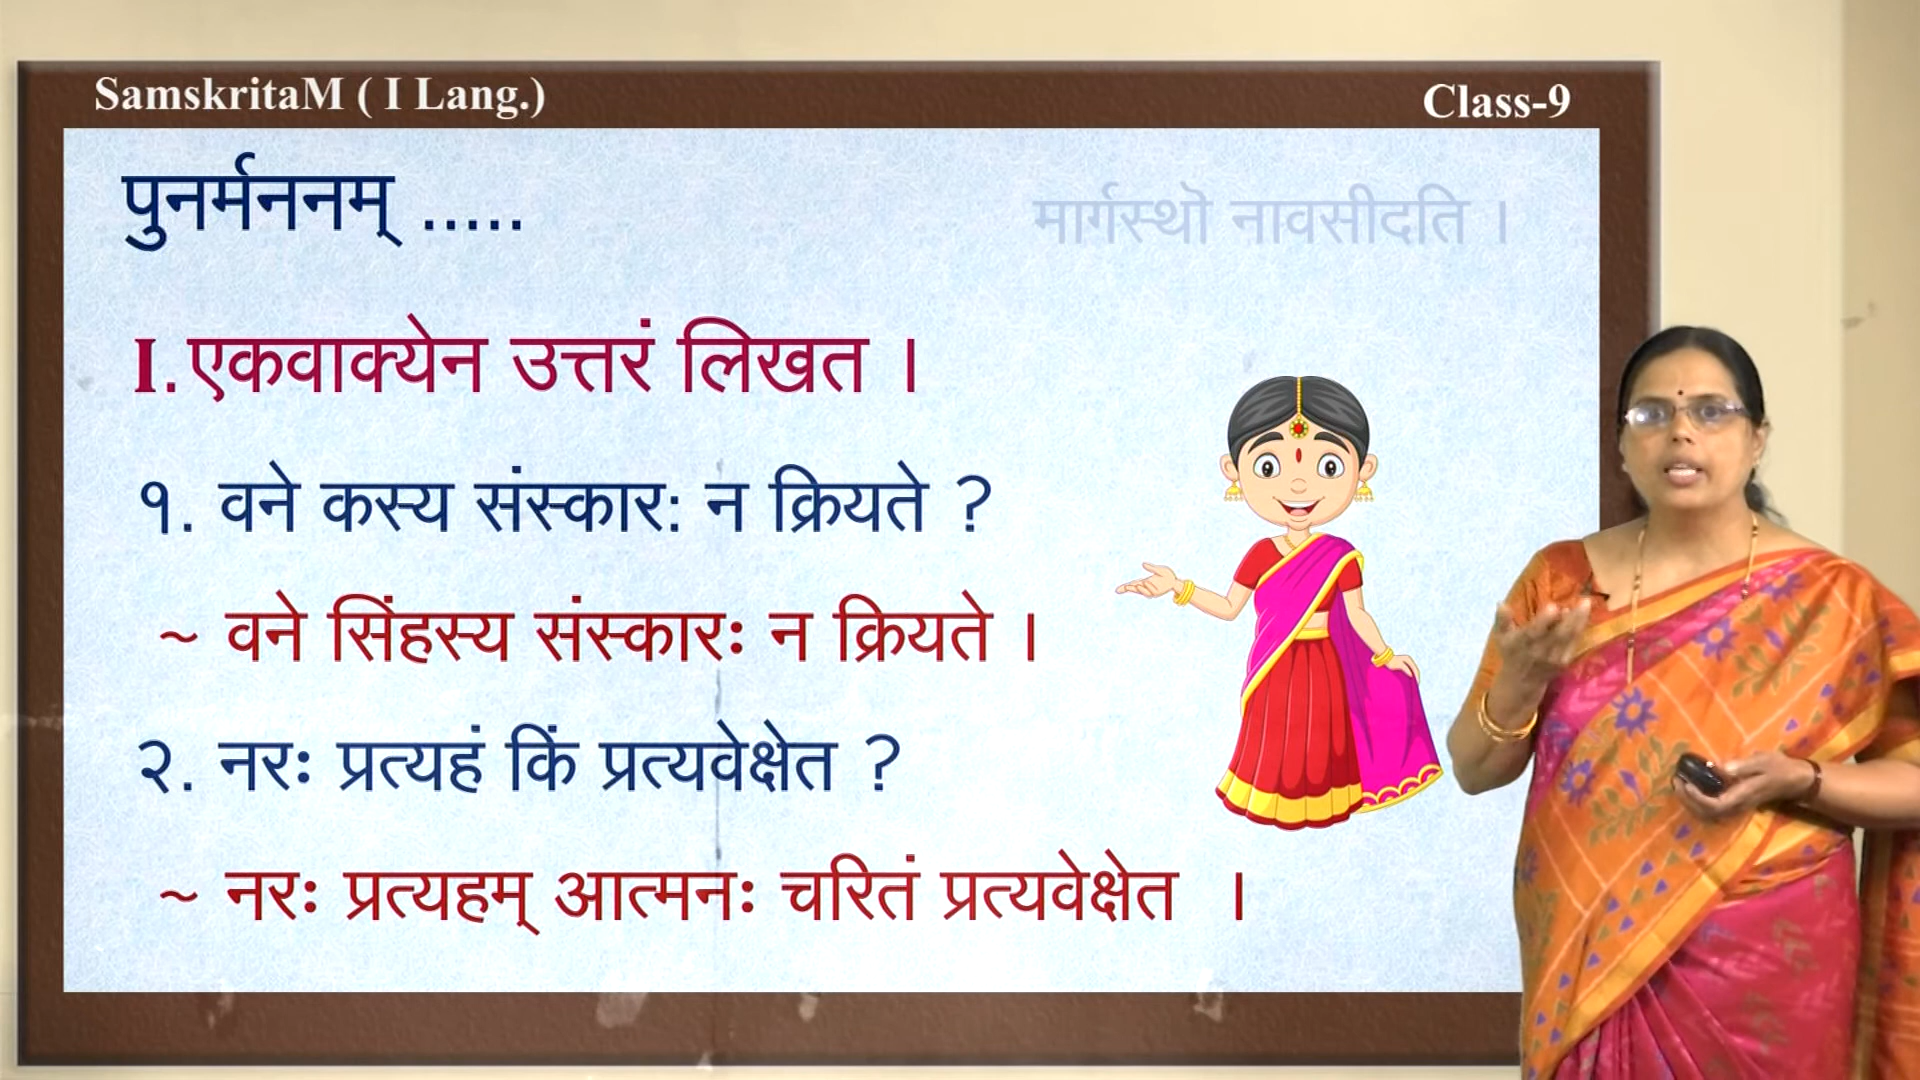 SamskritaM ( I Lang.)
Class-9
पुनर्मननम् .....
मार्गस्थॊ नावसीदति ।
I.एकवाक्येन उत्तरं लिखत ।
१. वने कस्य संस्कार: न क्रियते ?
~ वने सिंहस्य संस्कारः न क्रियते ।
२. नरः प्रत्यहं किं प्रत्यवेक्षेत ?
~ नरः प्रत्यहम् आत्मनः चरितं प्रत्यवेक्षेत ।